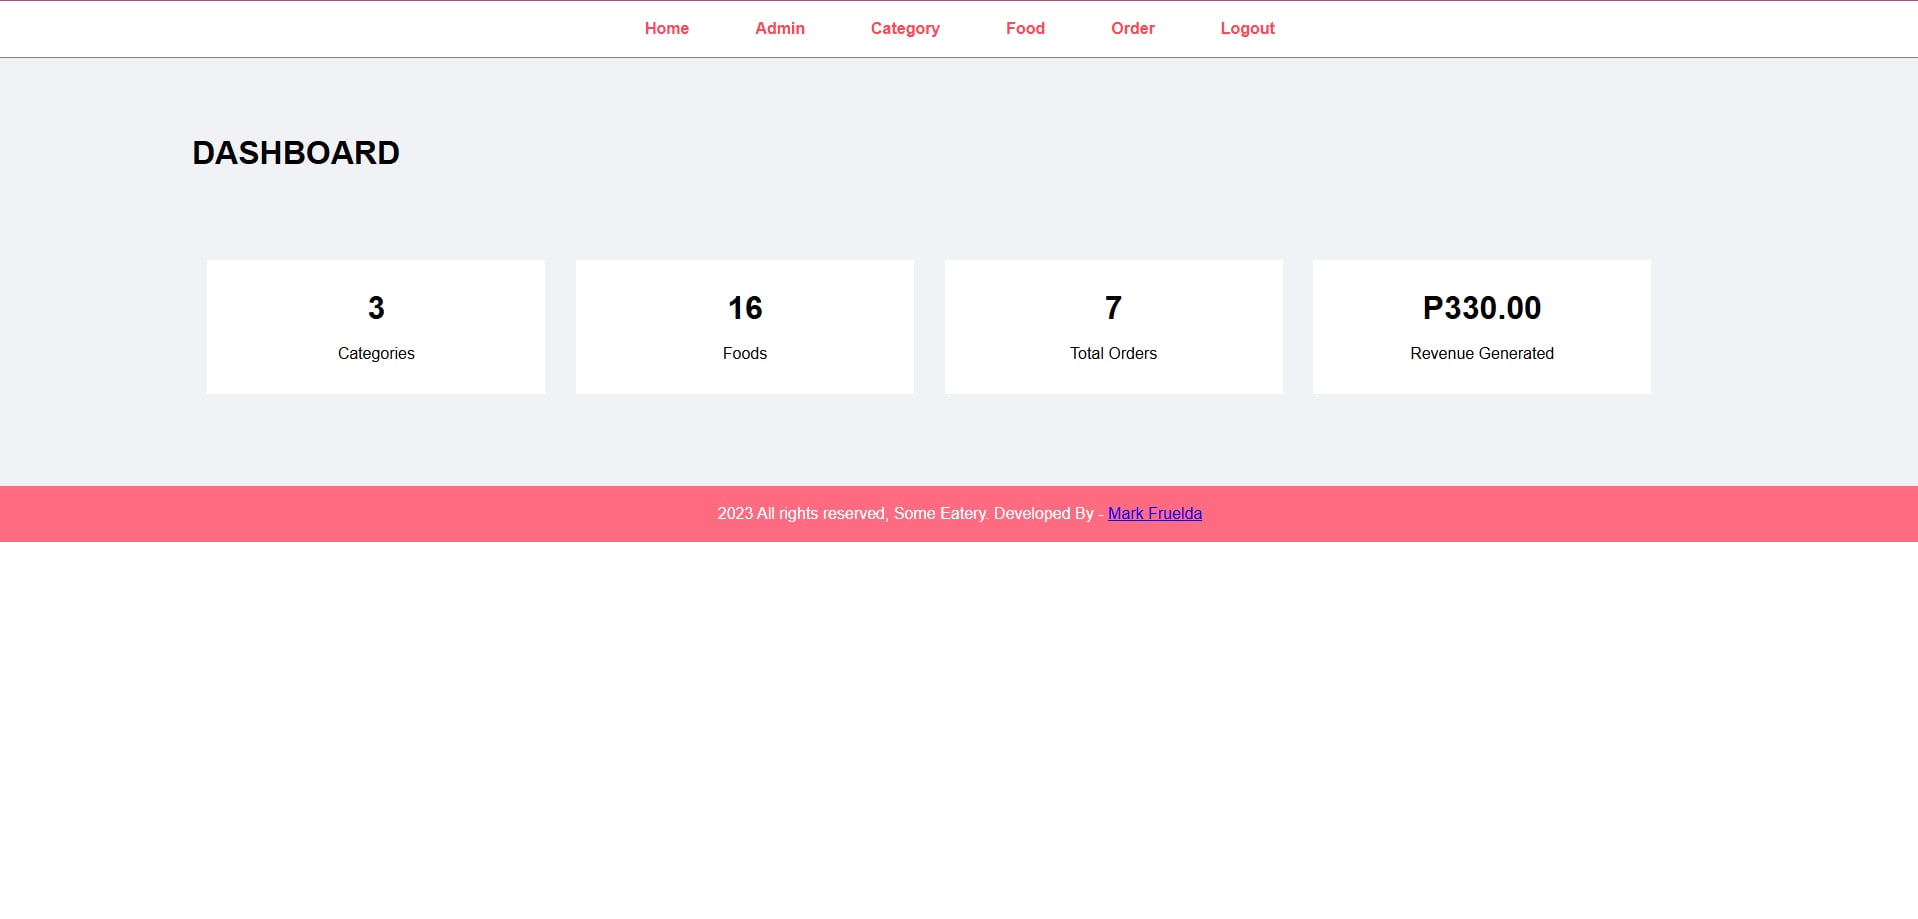 Home Admin Category Food Order Logout
DASHBOARD
3
Categories
16
Foods
7
Total Orders
P330.00
Revenue Generated
2023 All rights reserved, Some Eatery. Developed By - Mark Fruelda